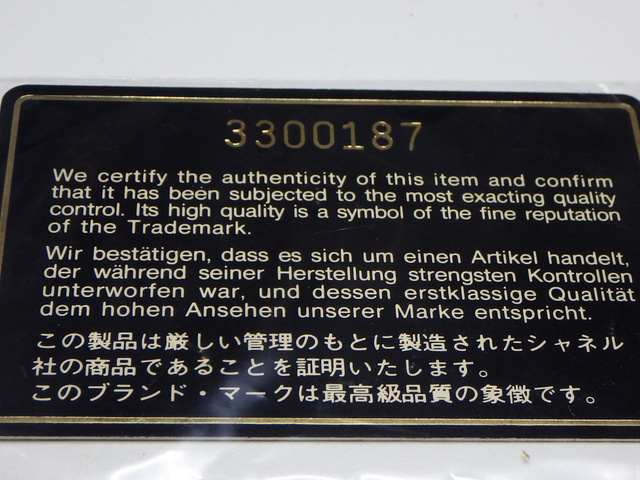 3300187
We certify the authenticity of this item and confirm
that it has been subjected to the most exacting quality
control. Its high quality is a symbol of the fine reputation
of the Trademark.
Wir bestätigen, dass es sich um einen Artikel handelt,
der während seiner Herstellung strengsten Kontrollen
unterworfen war, und dessen erstklassige Qualität
dem hohen Ansehen unserer Marke entspricht.
この製品は厳しい管理のもとに製造されたシャネル
社の商品であることを証明いたします。
このブランド・マークは最高級品質の象徴です。